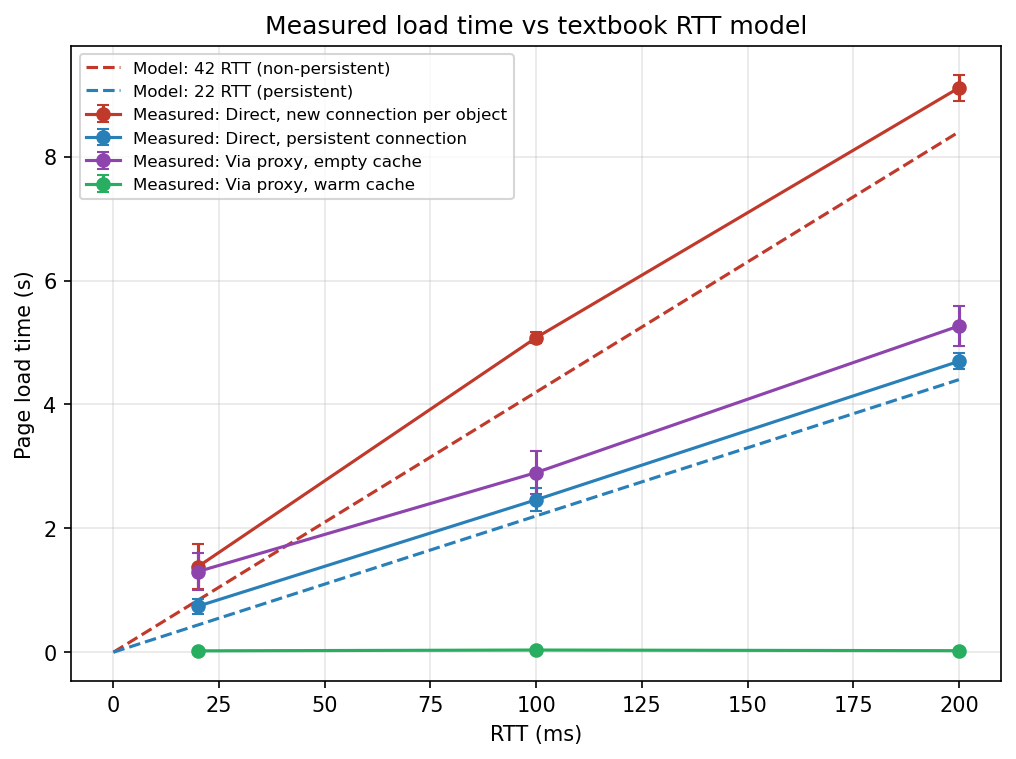 Measured load time vs textbook RTT model
Model: 42 RTT (non-persistent)
Model: 22 RTT (persistent)
Measured: Direct, new connection per object
Measured: Direct, persistent connection
Measured: Via proxy, empty cache
Measured: Via proxy, warm cache
Page load time (s)
8
6
4
2
0
0 25 50 75 100 125 150 175 200
RTT (ms)